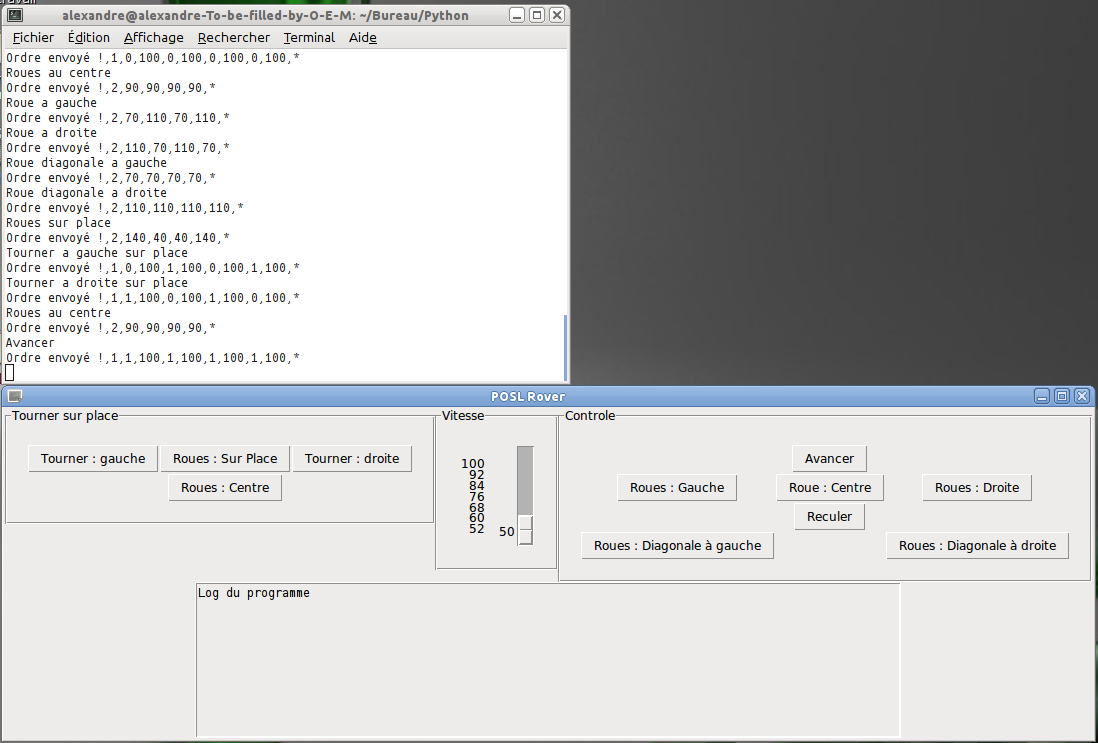 alexandre@alexandre-To-be-filled-by-O-E-M: ~/Bureau/Python
Fichier Édition Affichage Rechercher Terminal Aide
Ordre envoyé !,1,0,100,0,100,0,100,0,100,*
Roues au centre
Ordre envoyé !,2,90,90,90,90,*
Roue a gauche
Ordre envoyé !,2,70,110,70,110,*
Roue a droite
Ordre envoyé !,2,110,70,110,70,*
Roue diagonale a gauche
Ordre envoyé !,2,70,70,70,70,*
Roue diagonale a droite
Ordre envoyé !,2,110,110,110,110,*
Roues sur place
Ordre envoyé !,2,140,40,40,140,*
Tourner a gauche sur place
Ordre envoyé !,1,0,100,1,100,0,100,1,100,*
Tourner a droite sur place
Ordre envoyé !,1,1,100,0,100,1,100,0,100,*
Roues au centre
Ordre envoyé !,2,90,90,90,90,*
Avancer
Ordre envoyé !,1,1,100,1,100,1,100,1,100,*
POSL Rover
Tourner sur place
Tourner : gauche
Roues : Sur Place
Tourner : droite
Roues : Centre
Vitesse
100
92
84
76
68
60
52
50
Controle
Avancer
Roues : Gauche
Roue : Centre
Roues : Droite
Reculer
Roues : Diagonale à gauche
Roues : Diagonale à droite
Log du programme